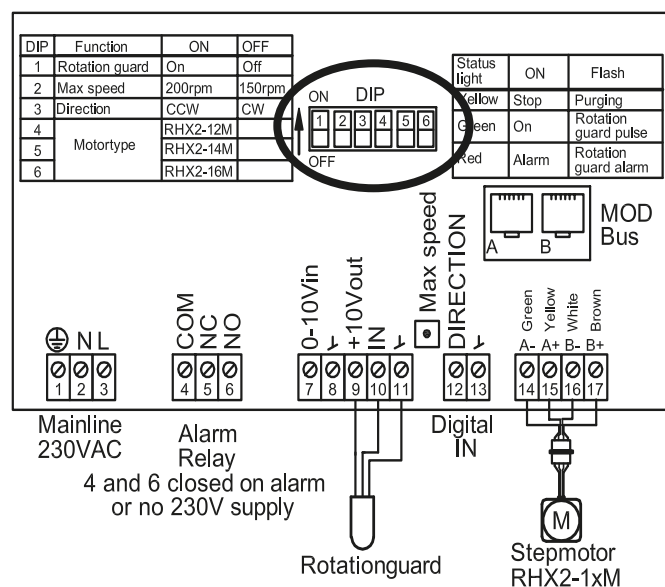 DIP Function ON OFF
1 Rotation guard On Off
2 Max speed 200rpm 150rpm
3 Direction CCW CW
4 Motortype RHX2-12M
5 RHX2-14M
6 RHX2-16M
ON DIP
1 2 3 4 5 6
OFF
Status light ON Flash
Yellow Stop Purging
Green On Rotation guard pulse
Red Alarm Rotation guard alarm
A B
MOD
Bus
N L
COM
NC
NO
0-10Vin
+10Vout
IN
Max speed
DIRECTION
Green
Yellow
White
Brown
A- A+ B- B+
1 2 3
4 5 6
7 8 9 10 11
12 13
14 15 16 17
Mainline
230VAC
Alarm
Relay
4 and 6 closed on alarm
or no 230V supply
Digital
IN
Rotationguard
M
Stepmotor
RHX2-1xM